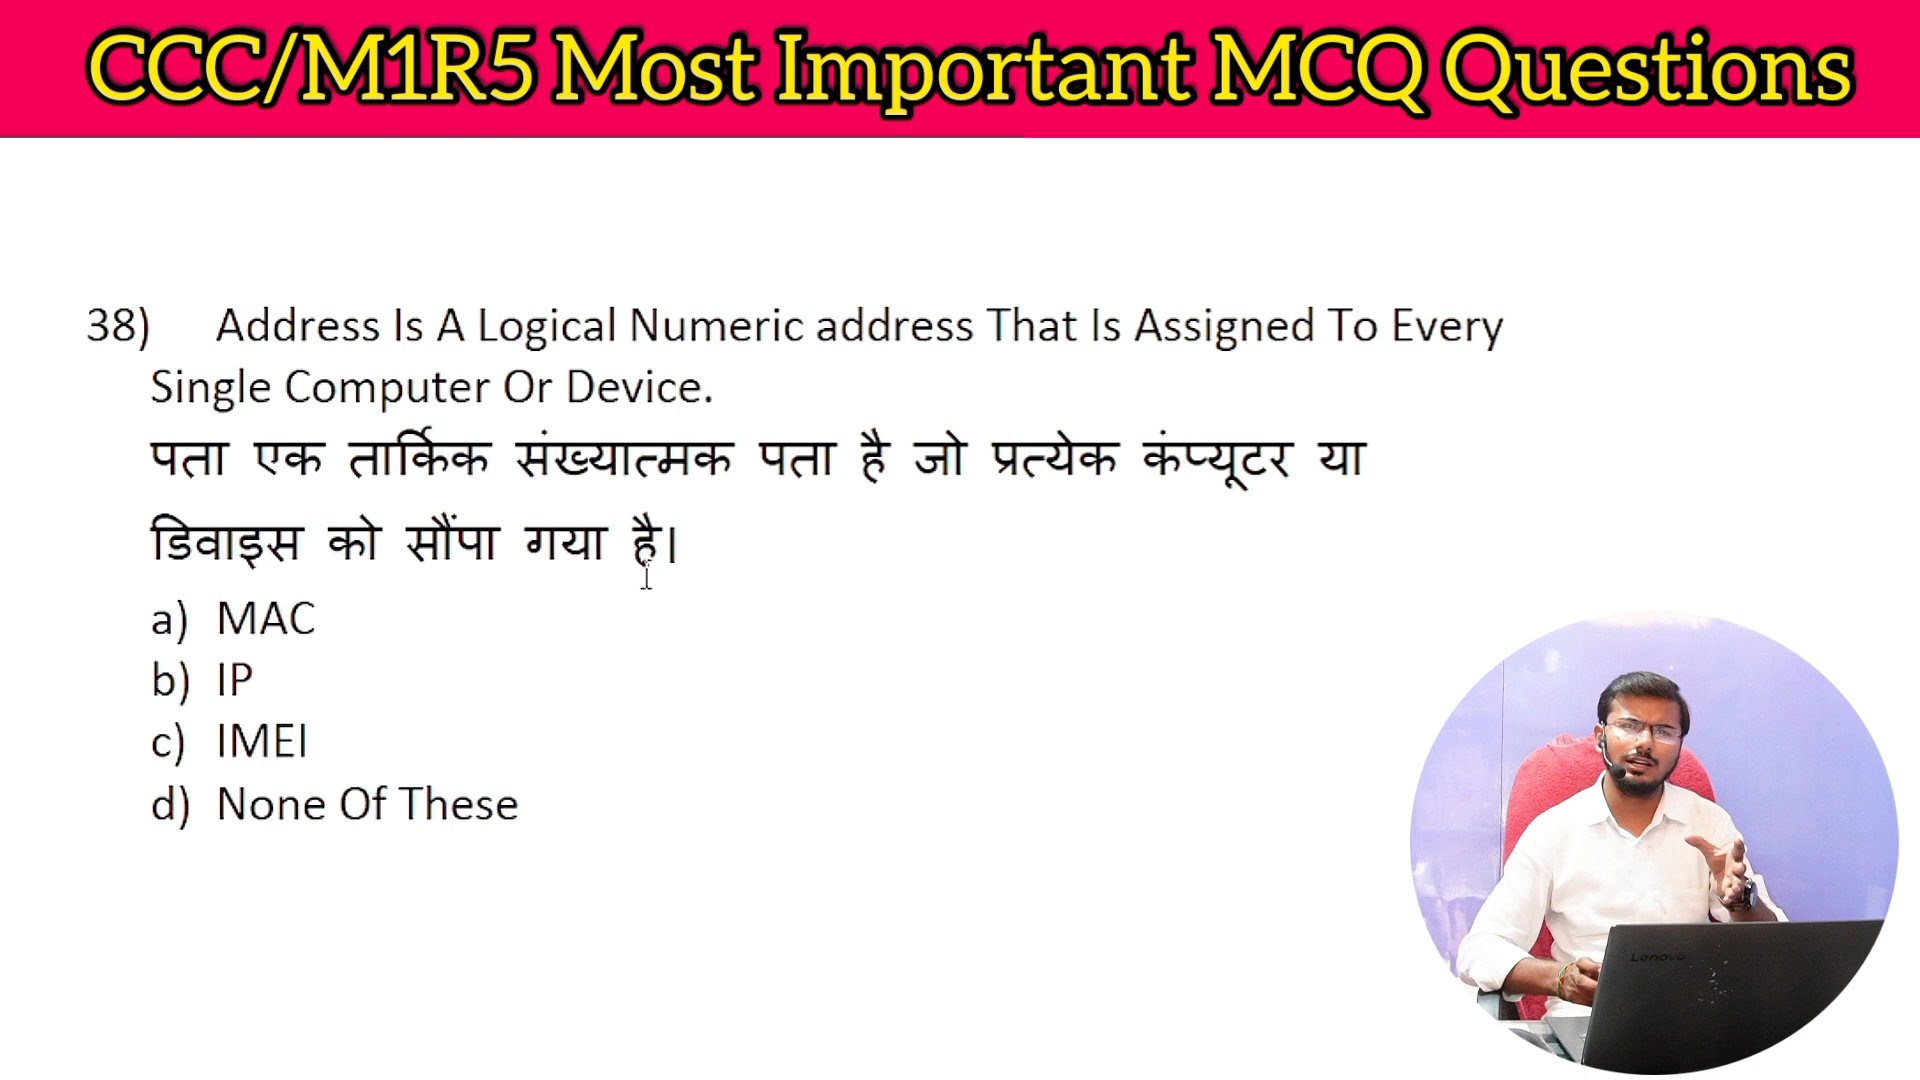 CCC/M1R5 Most Important MCQ Questions
38) Address Is A Logical Numeric address That Is Assigned To Every
Single Computer Or Device.
पता एक तार्किक संख्यात्मक पता है जो प्रत्येक कंप्यूटर या
डिवाइस को सौंपा गया है।
a) MAC
b) IP
c) IMEI
d) None Of These
Lenovo